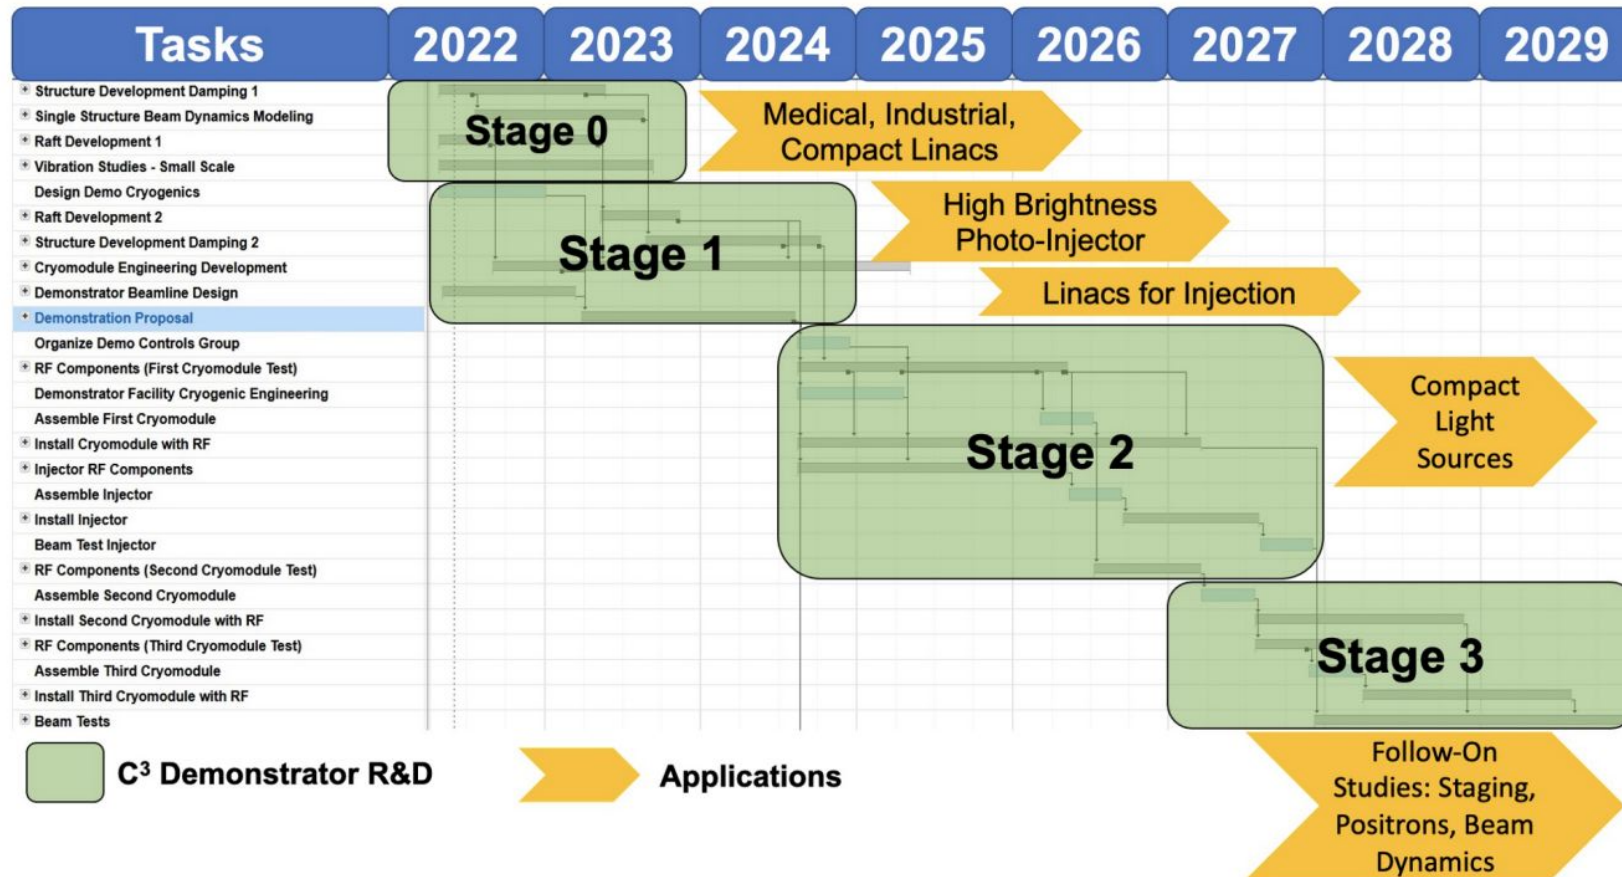 Tasks 2022 2023 2024 2025 2026 2027 2028 2029
Structure Development Damping 1
Single Structure Beam Dynamics Modeling
Raft Development 1
Vibration Studies - Small Scale
Design Demo Cryogenics
Raft Development 2
Structure Development Damping 2
Cryomodule Engineering Development
Demonstrator Beamline Design
Demonstration Proposal
Organize Demo Controls Group
RF Components (First Cryomodule Test)
Demonstrator Facility Cryogenic Engineering
Assemble First Cryomodule
Install Cryomodule with RF
Injector RF Components
Assemble Injector
Install Injector
Beam Test Injector
RF Components (Second Cryomodule Test)
Assemble Second Cryomodule
Install Second Cryomodule with RF
RF Components (Third Cryomodule Test)
Assemble Third Cryomodule
Install Third Cryomodule with RF
Beam Tests
Stage 0
Medical, Industrial,
Compact Linacs
Stage 1
High Brightness
Photo-Injector
Linacs for Injection
Stage 2
Compact
Light
Sources
Stage 3
Follow-On
Studies: Staging,
Positrons, Beam
Dynamics
C³ Demonstrator R&D
Applications